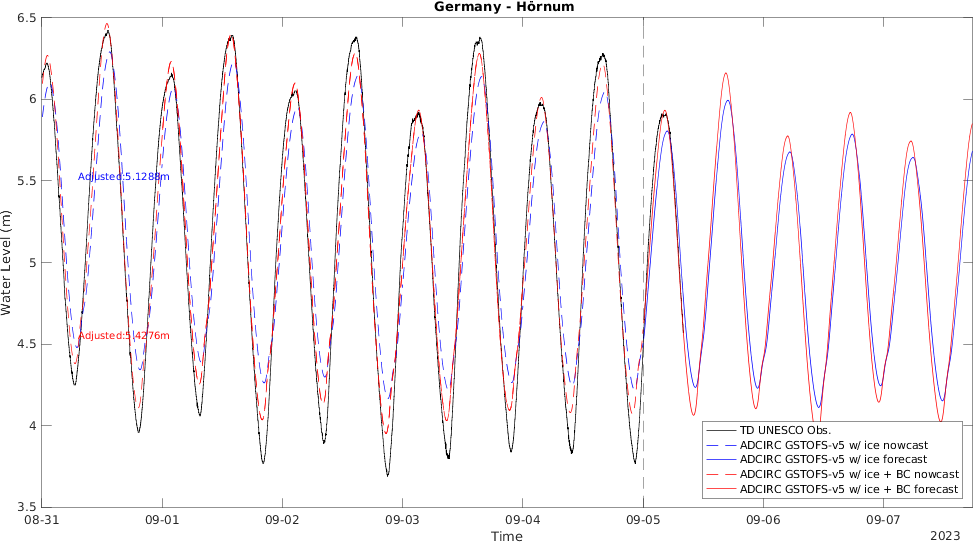 Germany - Hörnum
6.5
6
5.5
5
4.5
4
3.5
Water Level (m)
Adjusted:5.1288m
Adjusted:5.4276m
TD UNESCO Obs.
ADCIRC GSTOFS-v5 w/ ice nowcast
ADCIRC GSTOFS-v5 w/ ice forecast
ADCIRC GSTOFS-v5 w/ ice + BC nowcast
ADCIRC GSTOFS-v5 w/ ice + BC forecast
08-31
09-01
09-02
09-03
09-04
09-05
09-06
09-07
Time
2023